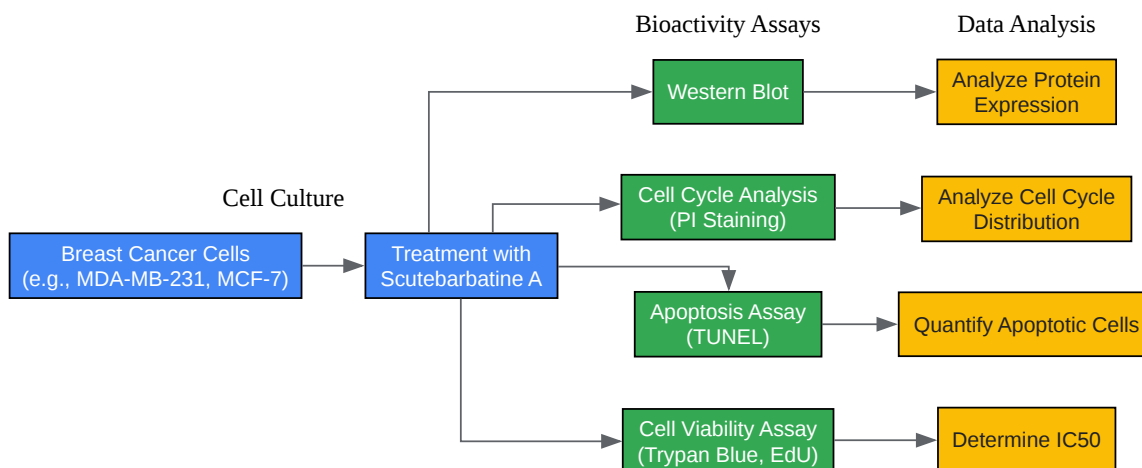 Bioactivity Assays
Data Analysis
Western Blot
Analyze Protein
Expression
Cell Culture
Cell Cycle Analysis
(PI Staining)
Analyze Cell Cycle
Distribution
Breast Cancer Cells
(e.g., MDA-MB-231, MCF-7)
Treatment with
Scutebarbatine A
Apoptosis Assay
(TUNEL)
Quantify Apoptotic Cells
Cell Viability Assay
(Trypan Blue, EdU)
Determine IC50